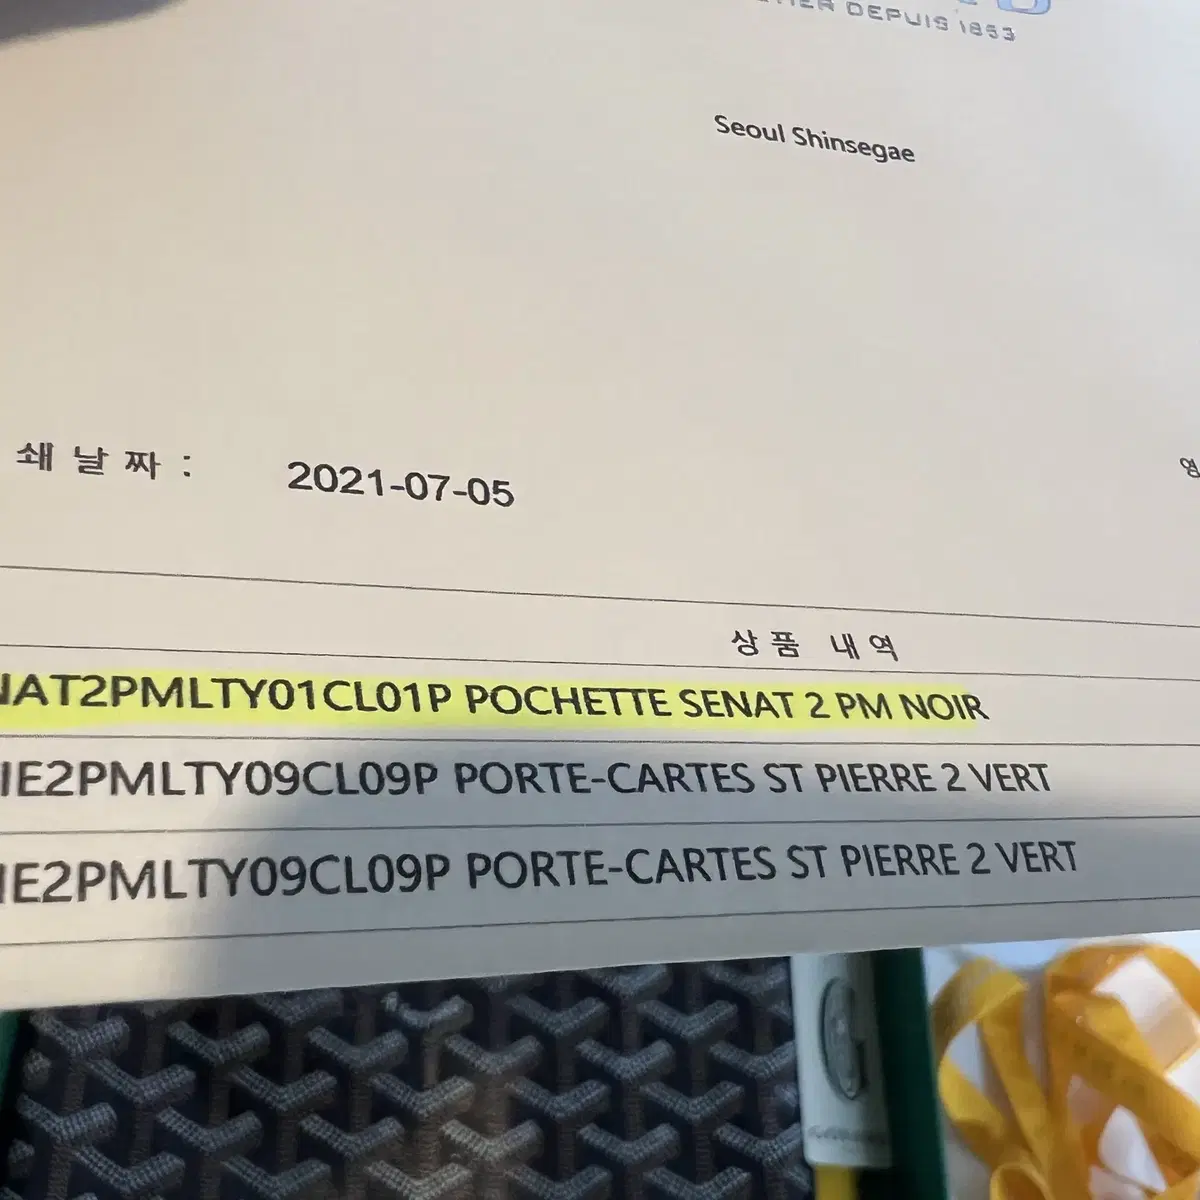 DEPUIS 1853
Seoul Shinsegae
쇄 날 짜 : 2021-07-05
상 품 내 역
NAT2PMLTY01CL01P POCHETTE SENAT 2 PM NOIR
IE2PMLTY09CL09P PORTE-CARTES ST PIERRE 2 VERT
IE2PMLTY09CL09P PORTE-CARTES ST PIERRE 2 VERT